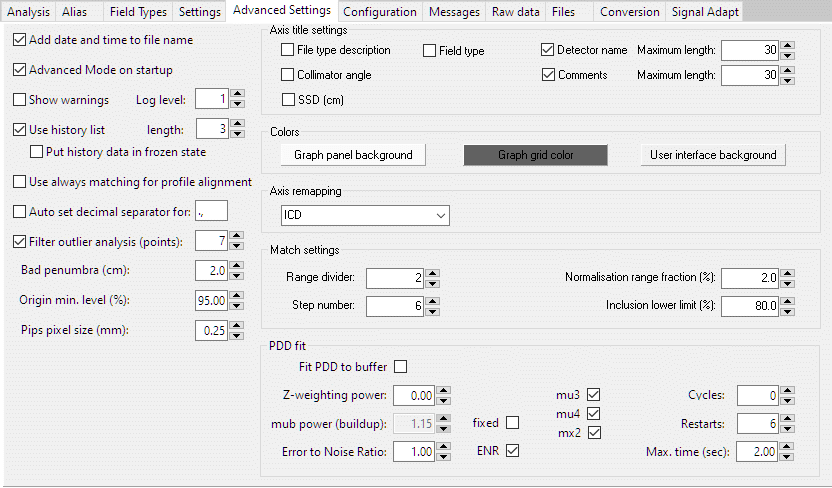 Analysis Alias Field Types Settings Advanced Settings Configuration Messages Raw data Files Conversion Signal Adapt
Add date and time to file name
Advanced Mode on startup
Show warnings Log level: 1
Use history list length: 3
Put history data in frozen state
Use always matching for profile alignment
Auto set decimal separator for: .,
Filter outlier analysis (points): 7
Bad penumbra (cm): 2.0
Origin min. level (%): 95.00
Pips pixel size (mm): 0.25
Axis title settings
File type description Field type Detector name Maximum length: 30
Collimator angle Comments Maximum length: 30
SSD (cm)
Colors
Graph panel background Graph grid color User interface background
Axis remapping
ICD
Match settings
Range divider: 2 Normalisation range fraction (%): 2.0
Step number: 6 Inclusion lower limit (%): 80.0
PDD fit
Fit PDD to buffer
Z-weighting power: 0.00 mu3 Cycles: 0
mub power (buildup): 1.15 fixed mu4 Restarts: 6
mx2
Error to Noise Ratio: 1.00 ENR Max. time (sec): 2.00